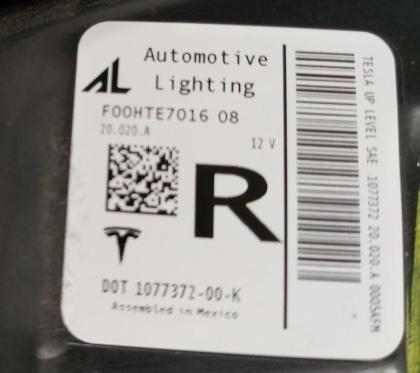 AL
Automotive
Lighting
FOOHTE7016 08
20.020.A
12 V
R
DOT 1077372-00-K
Assembled in Mexico
TESLA UP LEVEL SAE 1077372 20.020.A 0005AFM